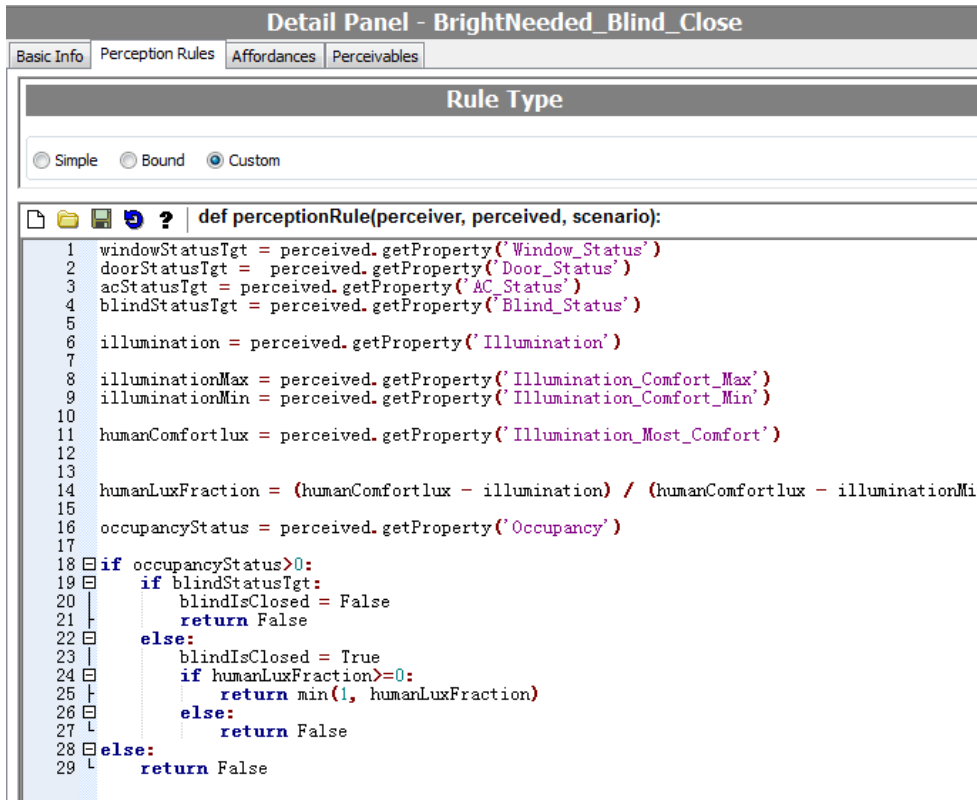 Detail Panel - BrightNeeded_Blind_Close
Basic Info Perception Rules Affordances Perceivables
Rule Type
Simple Bound Custom
? def perceptionRule(perceiver, perceived, scenario):
1 windowStatusTgt = perceived.getProperty('Window_Status')
2 doorStatusTgt =  perceived.getProperty('Door_Status')
3 acStatusTgt = perceived.getProperty('AC_Status')
4 blindStatusTgt = perceived.getProperty('Blind_Status')
5
6 illumination = perceived.getProperty('Illumination')
7
8 illuminationMax = perceived.getProperty('Illumination_Comfort_Max')
9 illuminationMin = perceived.getProperty('Illumination_Comfort_Min')
10
11 humanComfortlux = perceived.getProperty('Illumination_Most_Comfort')
12
13
14 humanLuxFraction = (humanComfortlux - illumination) / (humanComfortlux - illuminationMi
15
16 occupancyStatus = perceived.getProperty('Occupancy')
17
18 if occupancyStatus>0:
19     if blindStatusTgt:
20         blindIsClosed = False
21         return False
22     else:
23         blindIsClosed = True
24         if humanLuxFraction>=0:
25             return min(1, humanLuxFraction)
26         else:
27             return False
28 else:
29     return False